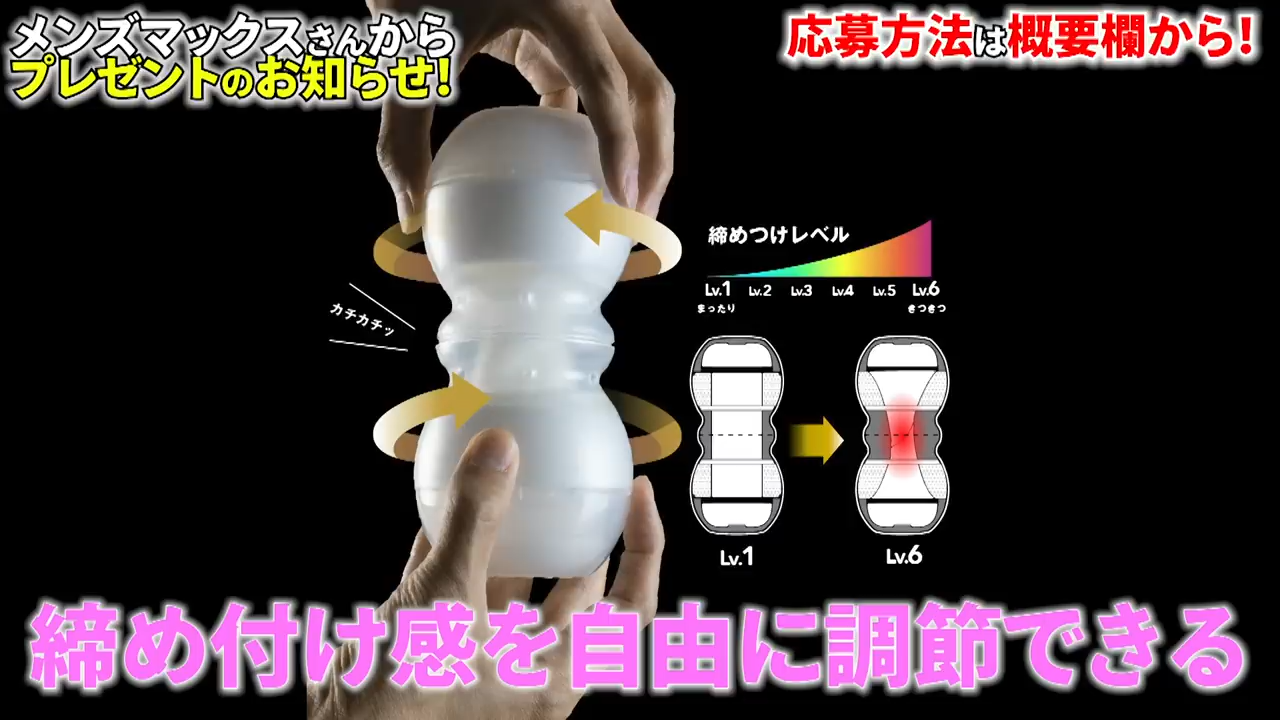 メンズマックスさんから
プレゼントのお知らせ!
応募方法は概要欄から!
締めつけレベル
Lv.1 Lv.2 Lv.3 Lv.4 Lv.5 Lv.6
まったり きつきつ
カチカチッ
Lv.1 Lv.6
締め付け感を自由に調節できる